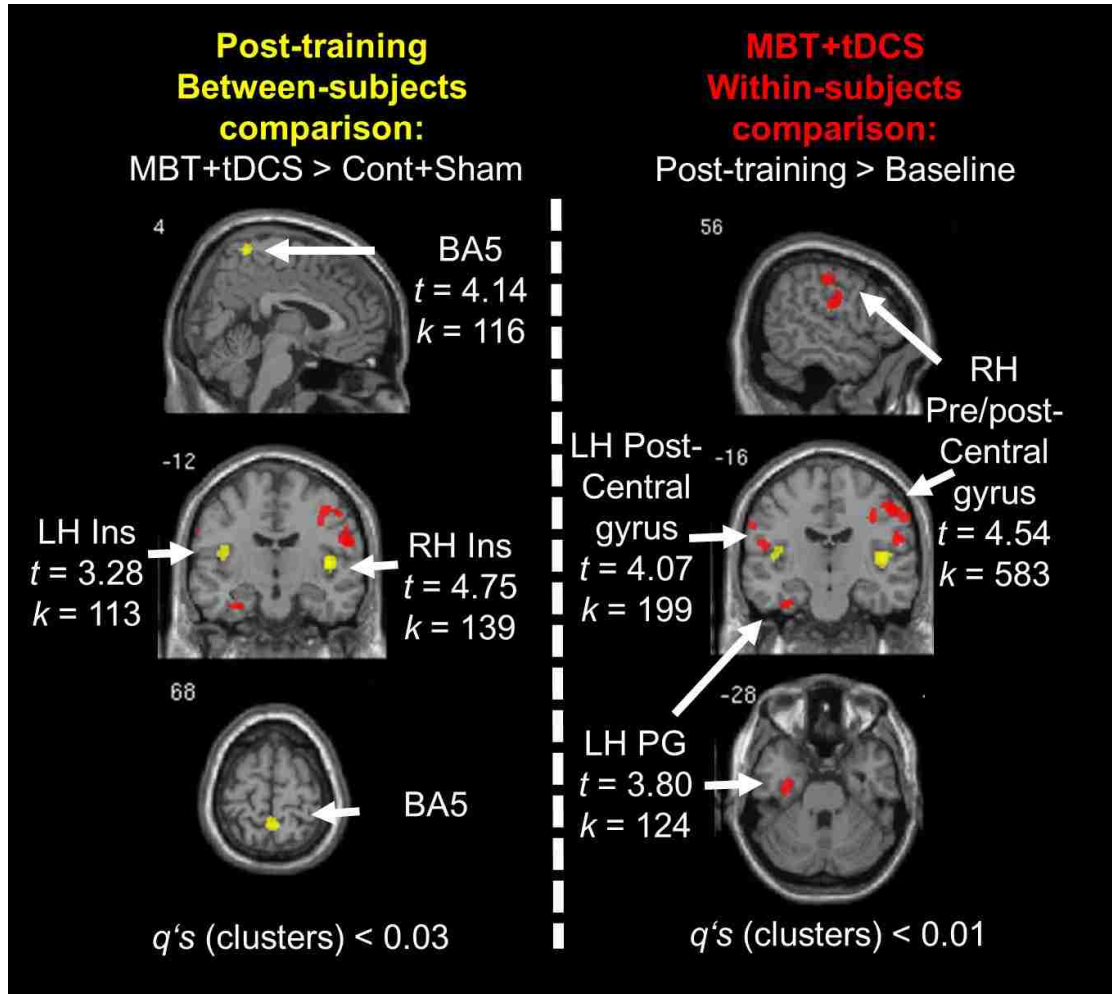 Post-training
Between-subjects
comparison:
MBT+tDCS > Cont+Sham
4
BA5
t = 4.14
k = 116
-12
LH Ins
t = 3.28
k = 113
RH Ins
t = 4.75
k = 139
68
BA5
q's (clusters) < 0.03
MBT+tDCS
Within-subjects
comparison:
Post-training > Baseline
56
RH
Pre/post-
Central
gyrus
t = 4.54
k = 583
-16
LH Post-
Central
gyrus
t = 4.07
k = 199
-28
LH PG
t = 3.80
k = 124
q's (clusters) < 0.01